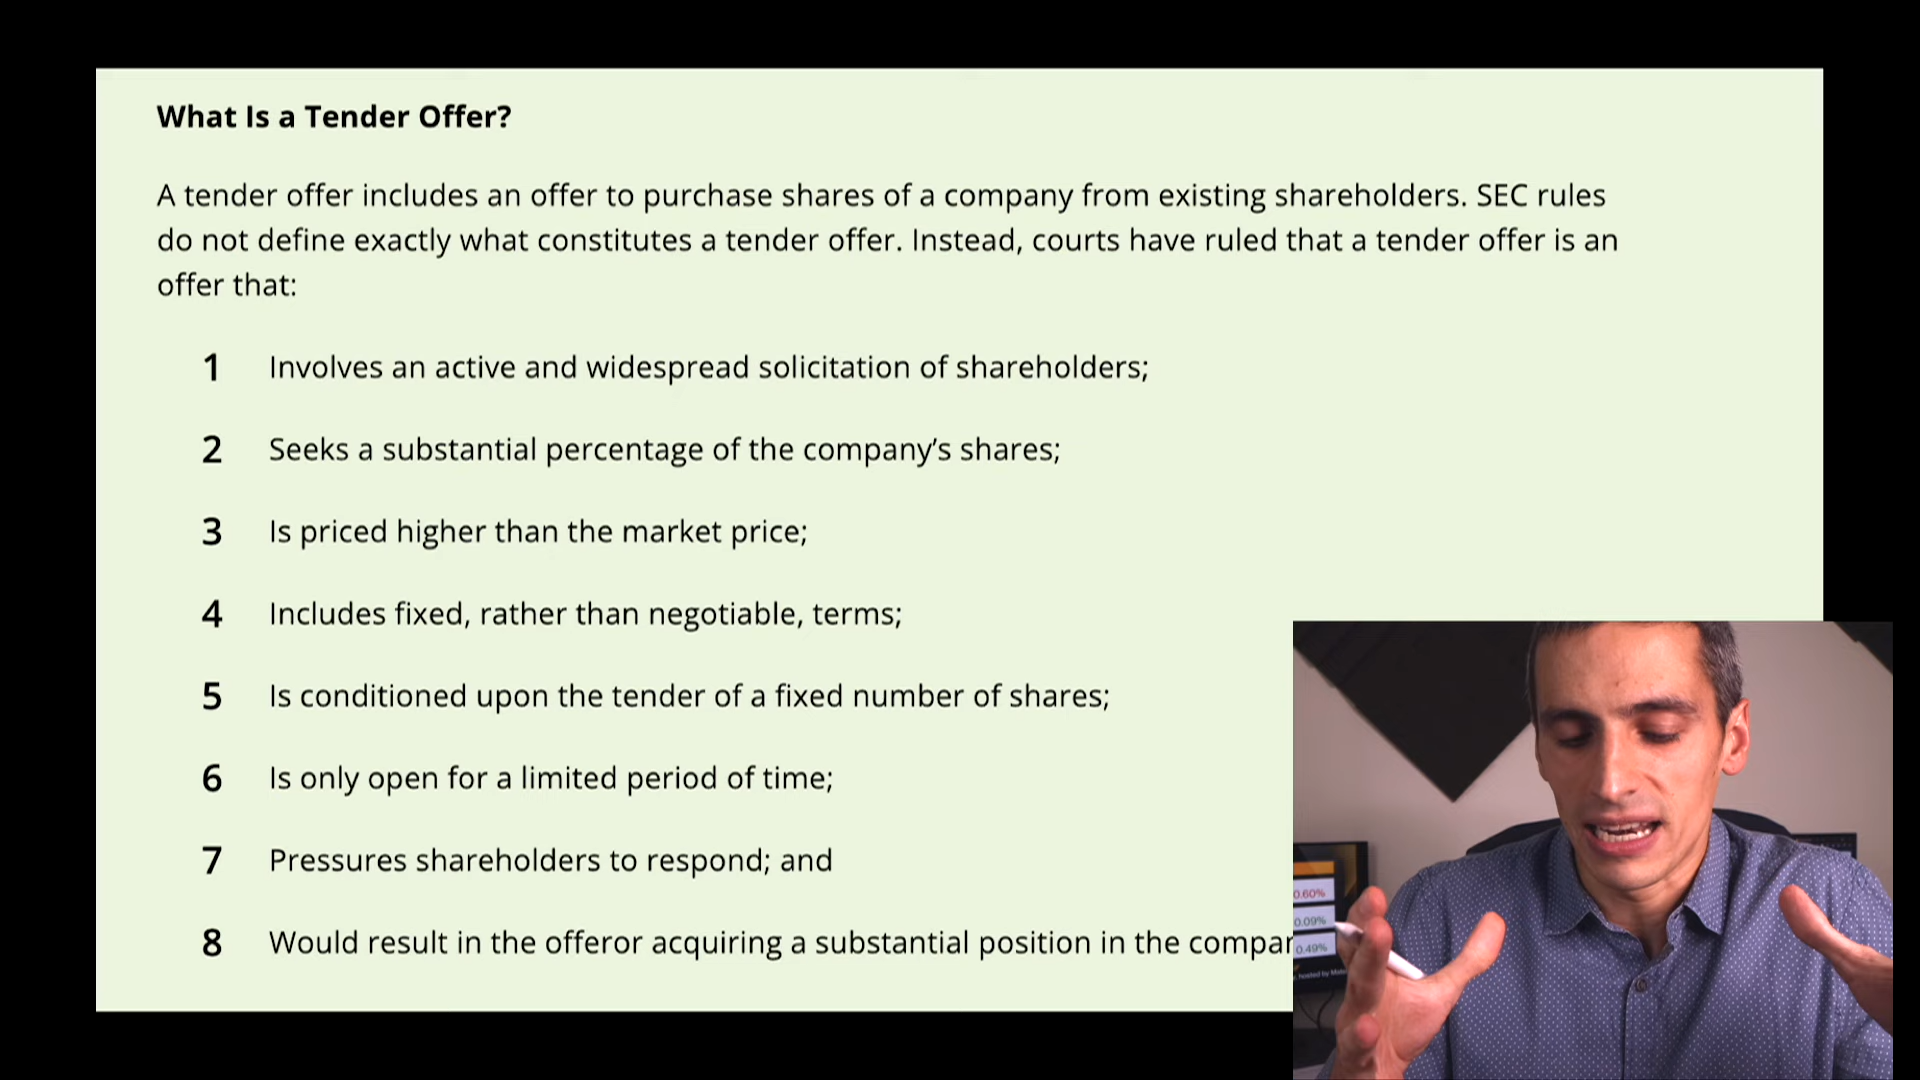 What Is a Tender Offer?
A tender offer includes an offer to purchase shares of a company from existing shareholders. SEC rules
do not define exactly what constitutes a tender offer. Instead, courts have ruled that a tender offer is an
offer that:
1 Involves an active and widespread solicitation of shareholders;
2 Seeks a substantial percentage of the company’s shares;
3 Is priced higher than the market price;
4 Includes fixed, rather than negotiable, terms;
5 Is conditioned upon the tender of a fixed number of shares;
6 Is only open for a limited period of time;
7 Pressures shareholders to respond; and
8 Would result in the offeror acquiring a substantial position in the compan
0.60%
0.09%
0.49%
hosted by